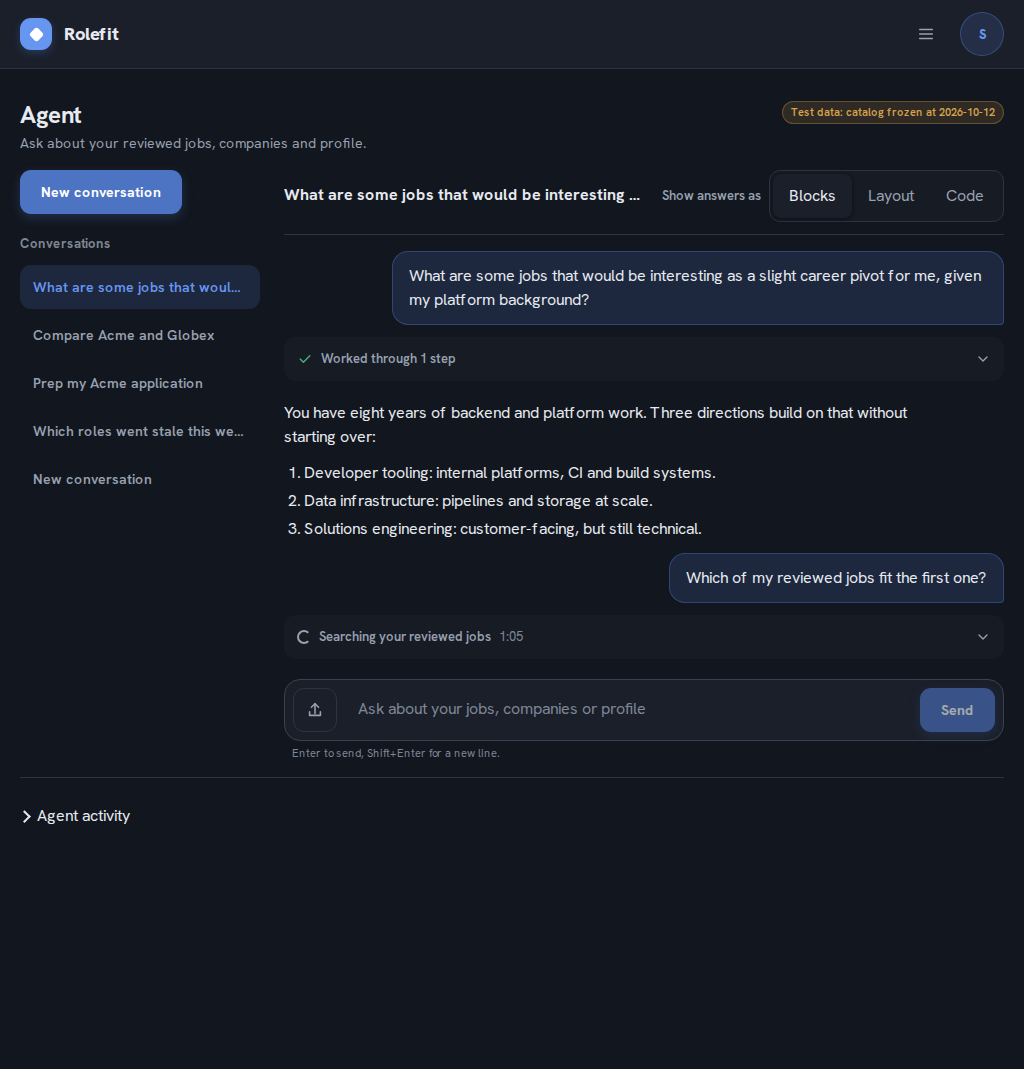 Rolefit
S
Agent
Test data: catalog frozen at 2026-10-12
Ask about your reviewed jobs, companies and profile.
New conversation
Conversations
What are some jobs that woul...
Compare Acme and Globex
Prep my Acme application
Which roles went stale this we...
New conversation
What are some jobs that would be interesting ...
Show answers as
Blocks
Layout
Code
What are some jobs that would be interesting as a slight career pivot for me, given
my platform background?
Worked through 1 step
You have eight years of backend and platform work. Three directions build on that without
starting over:
1. Developer tooling: internal platforms, CI and build systems.
2. Data infrastructure: pipelines and storage at scale.
3. Solutions engineering: customer-facing, but still technical.
Which of my reviewed jobs fit the first one?
Searching your reviewed jobs 1:05
Ask about your jobs, companies or profile
Send
Enter to send, Shift+Enter for a new line.
Agent activity